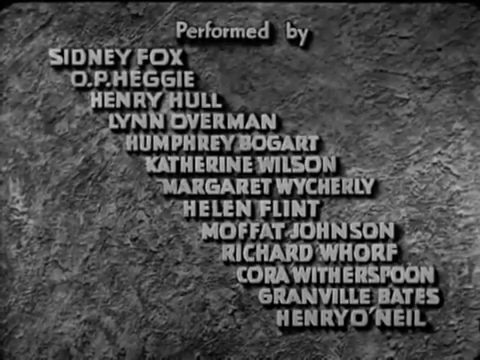 Performed by
SIDNEY FOX
O.P. HEGGIE
HENRY HULL
LYNN OVERMAN
HUMPHREY BOGART
KATHERINE WILSON
MARGARET WYCHERLY
HELEN FLINT
MOFFAT JOHNSON
RICHARD WHORF
CORA WITHERSPOON
GRANVILLE BATES
HENRY O'NEIL